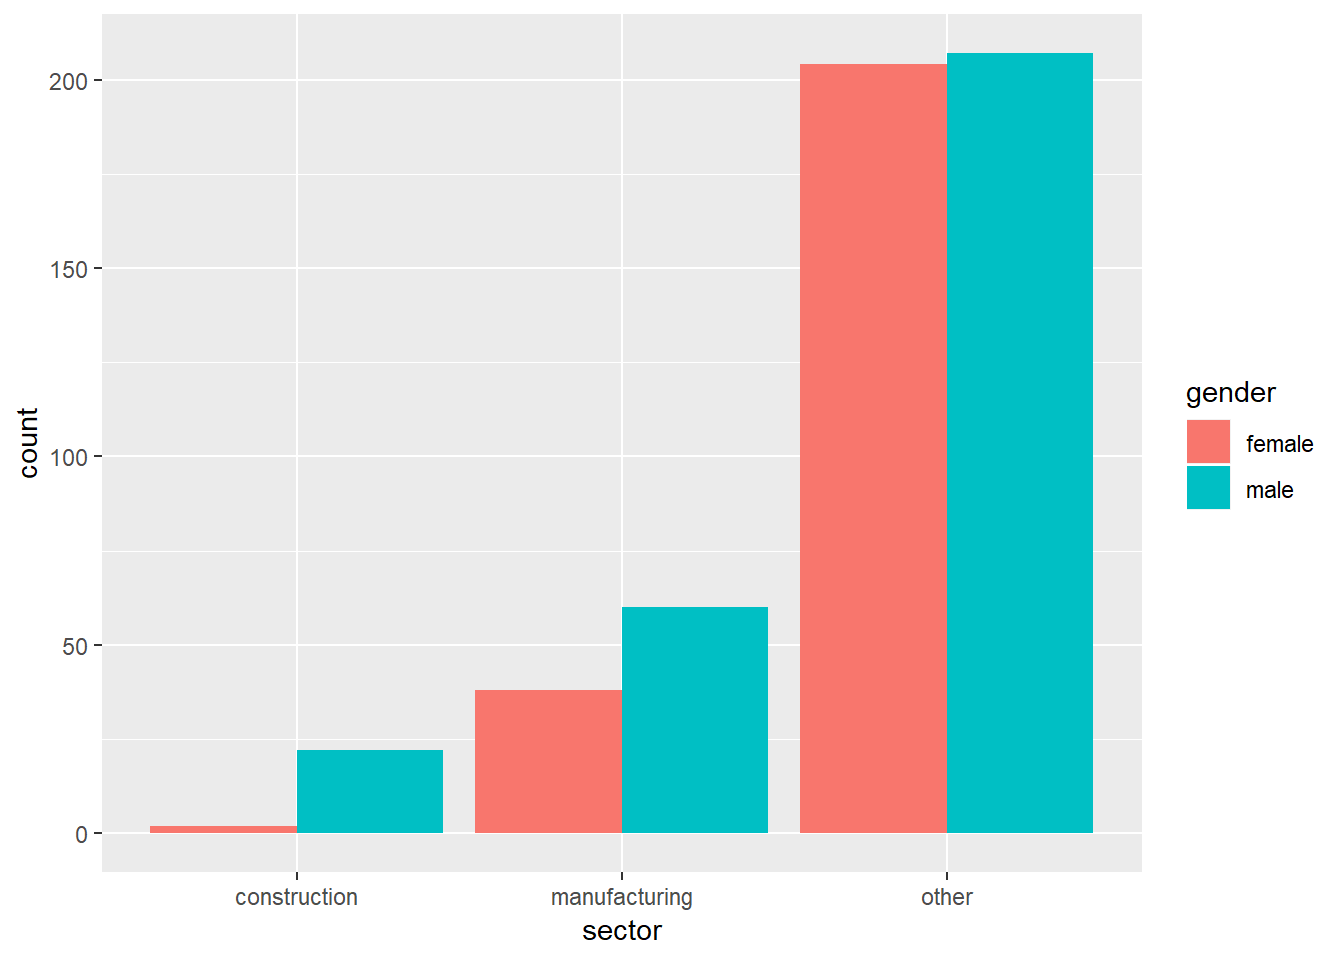 200
150
100
50
0
count
construction
manufacturing
other
sector
gender
female
male